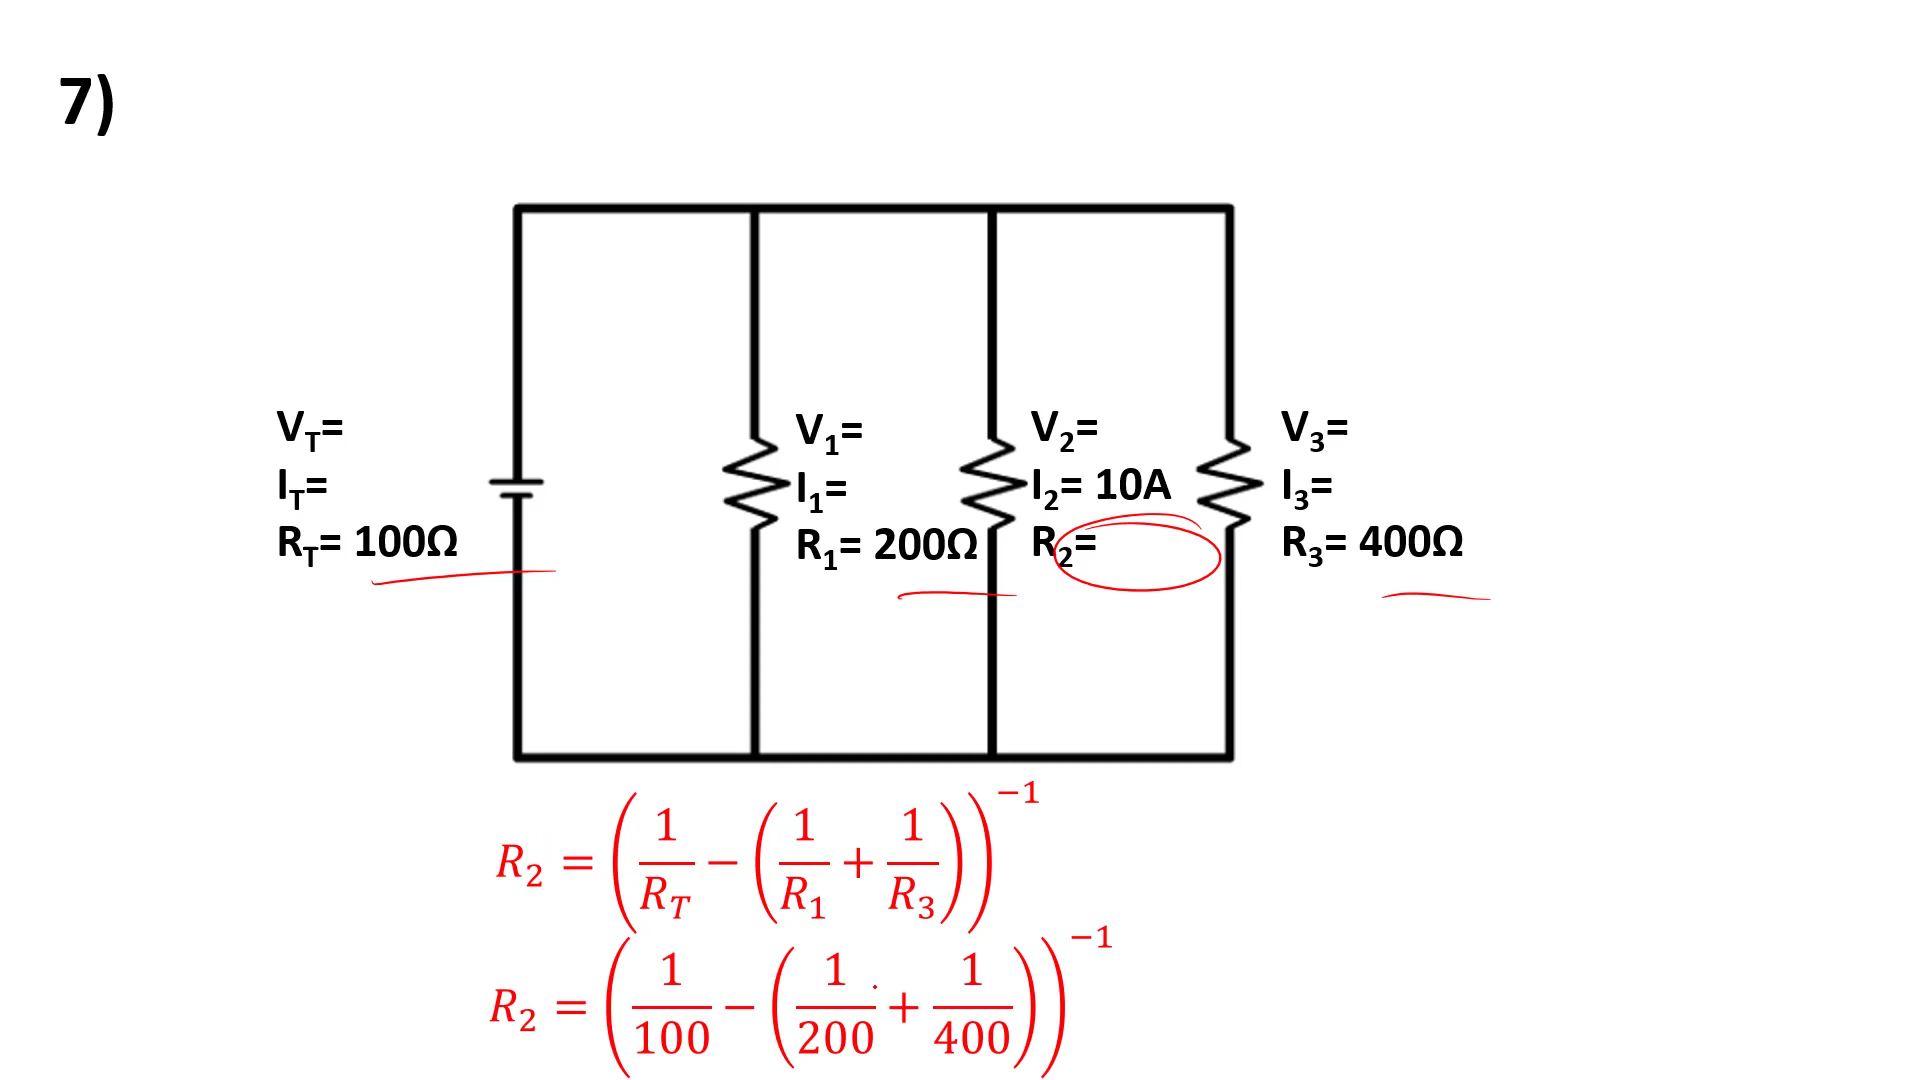 7)
V_T=
I_T=
R_T= 100Ω
V_1=
I_1=
R_1= 200Ω
V_2=
I_2= 10A
R_2=
V_3=
I_3=
R_3= 400Ω
R_2 = (1/R_T − (1/R_1 + 1/R_3))^−1
R_2 = (1/100 − (1/200 + 1/400))^−1